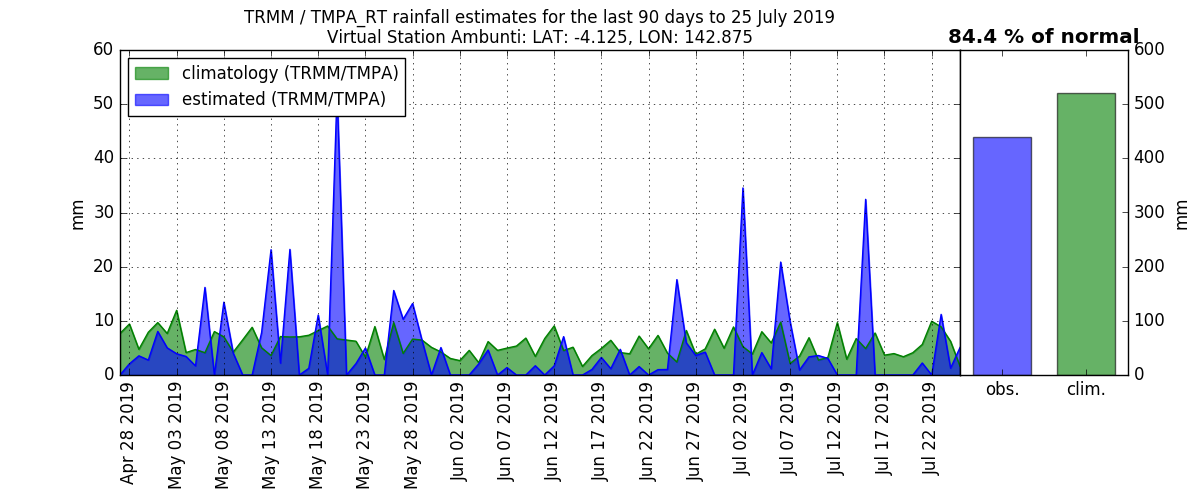 TRMM / TMPA_RT rainfall estimates for the last 90 days to 25 July 2019
Virtual Station Ambunti: LAT: -4.125, LON: 142.875
84.4 % of normal
climatology (TRMM/TMPA)
estimated (TRMM/TMPA)
60
50
40
30
20
10
0
mm
Apr 28 2019
May 03 2019
May 08 2019
May 13 2019
May 18 2019
May 23 2019
May 28 2019
Jun 02 2019
Jun 07 2019
Jun 12 2019
Jun 17 2019
Jun 22 2019
Jun 27 2019
Jul 02 2019
Jul 07 2019
Jul 12 2019
Jul 17 2019
Jul 22 2019
obs.
clim.
600
500
400
300
200
100
0
mm